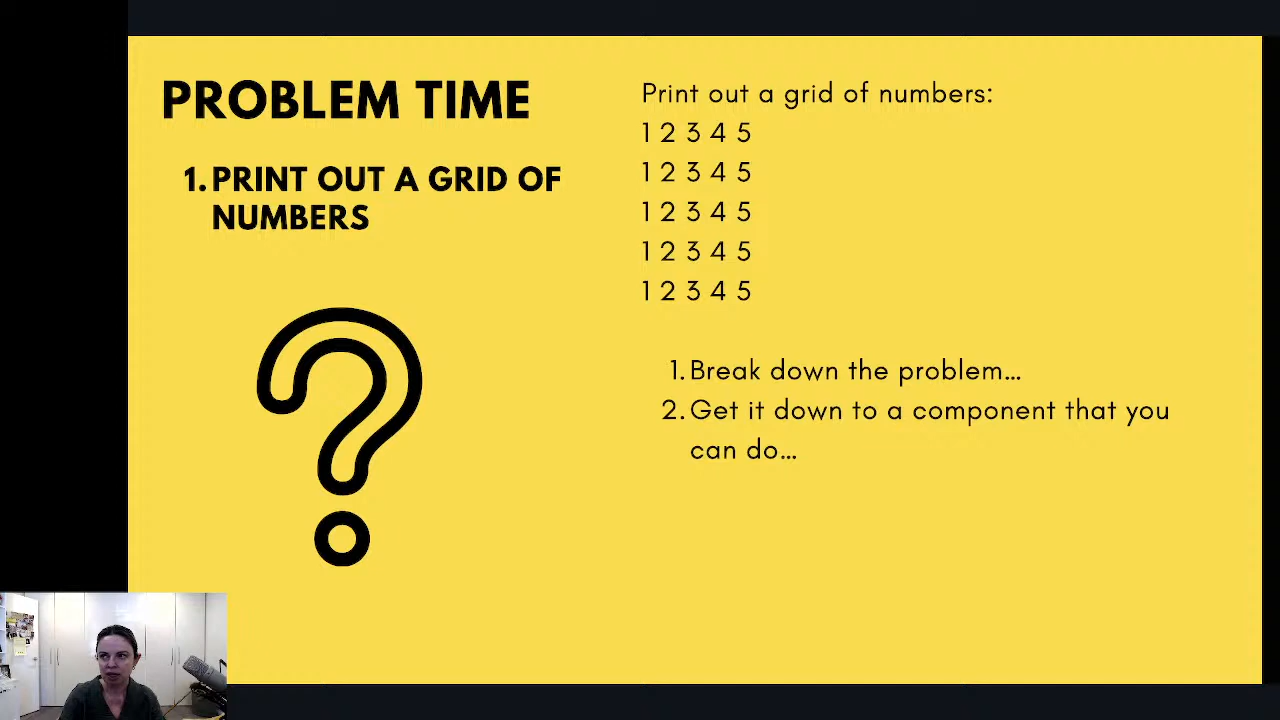 PROBLEM TIME
1. PRINT OUT A GRID OF
NUMBERS
Print out a grid of numbers:
1 2 3 4 5
1 2 3 4 5
1 2 3 4 5
1 2 3 4 5
1 2 3 4 5
1. Break down the problem...
2. Get it down to a component that you
can do...